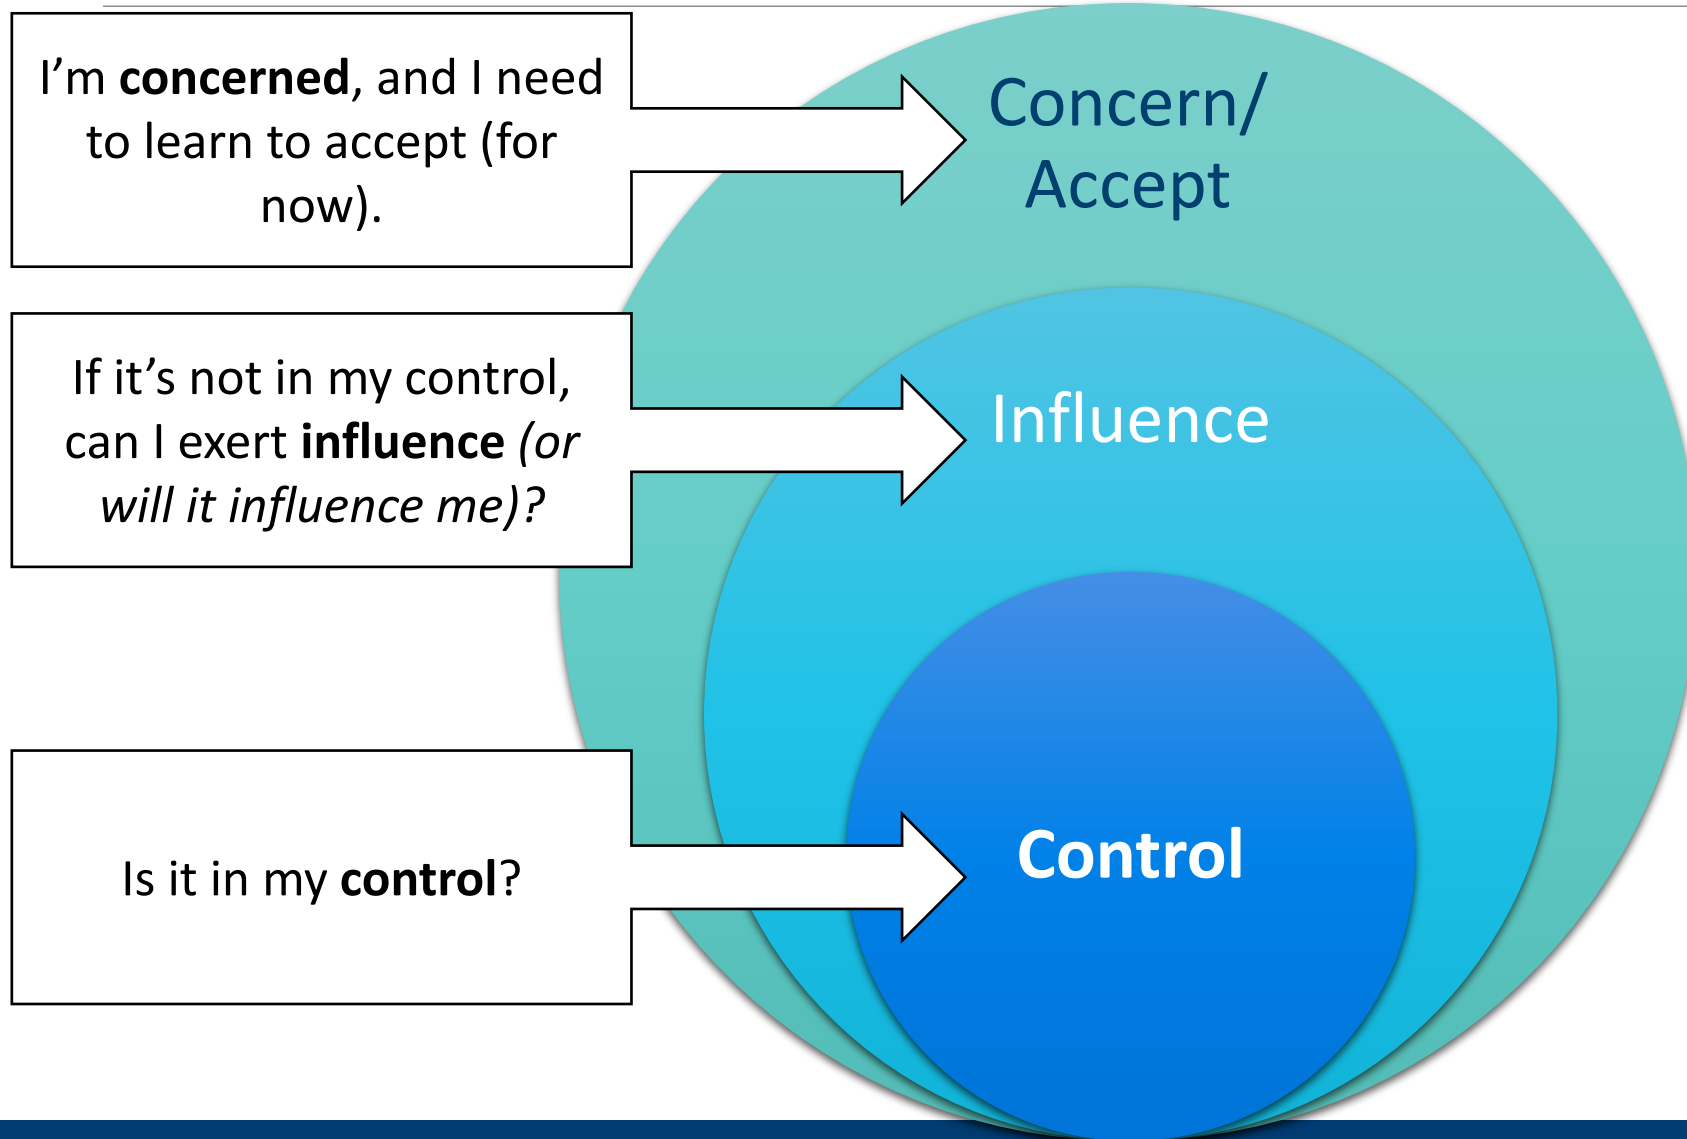 I’m concerned, and I need
to learn to accept (for
now).
Concern/
Accept
If it’s not in my control,
can I exert influence (or
will it influence me)?
Influence
Is it in my control?
Control